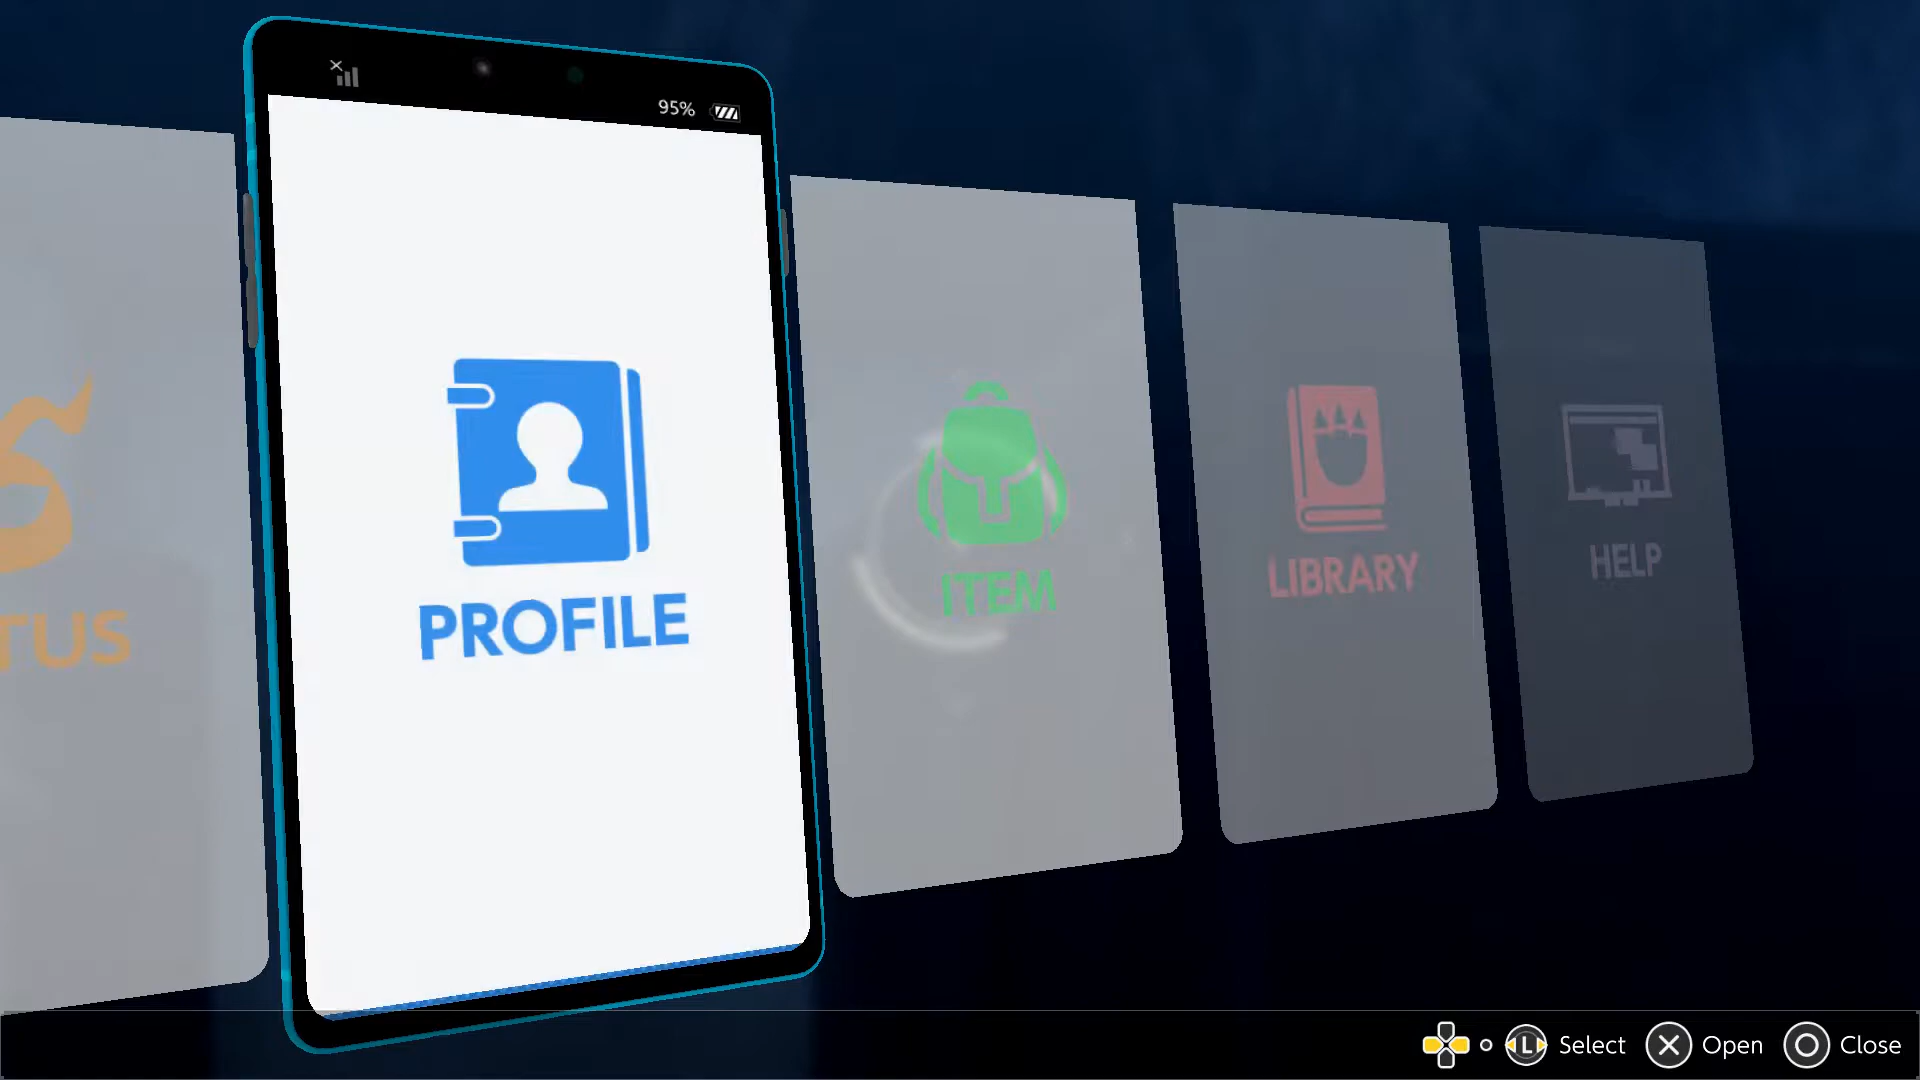 95%
TUS
PROFILE
ITEM
LIBRARY
HELP
o L Select X Open O Close